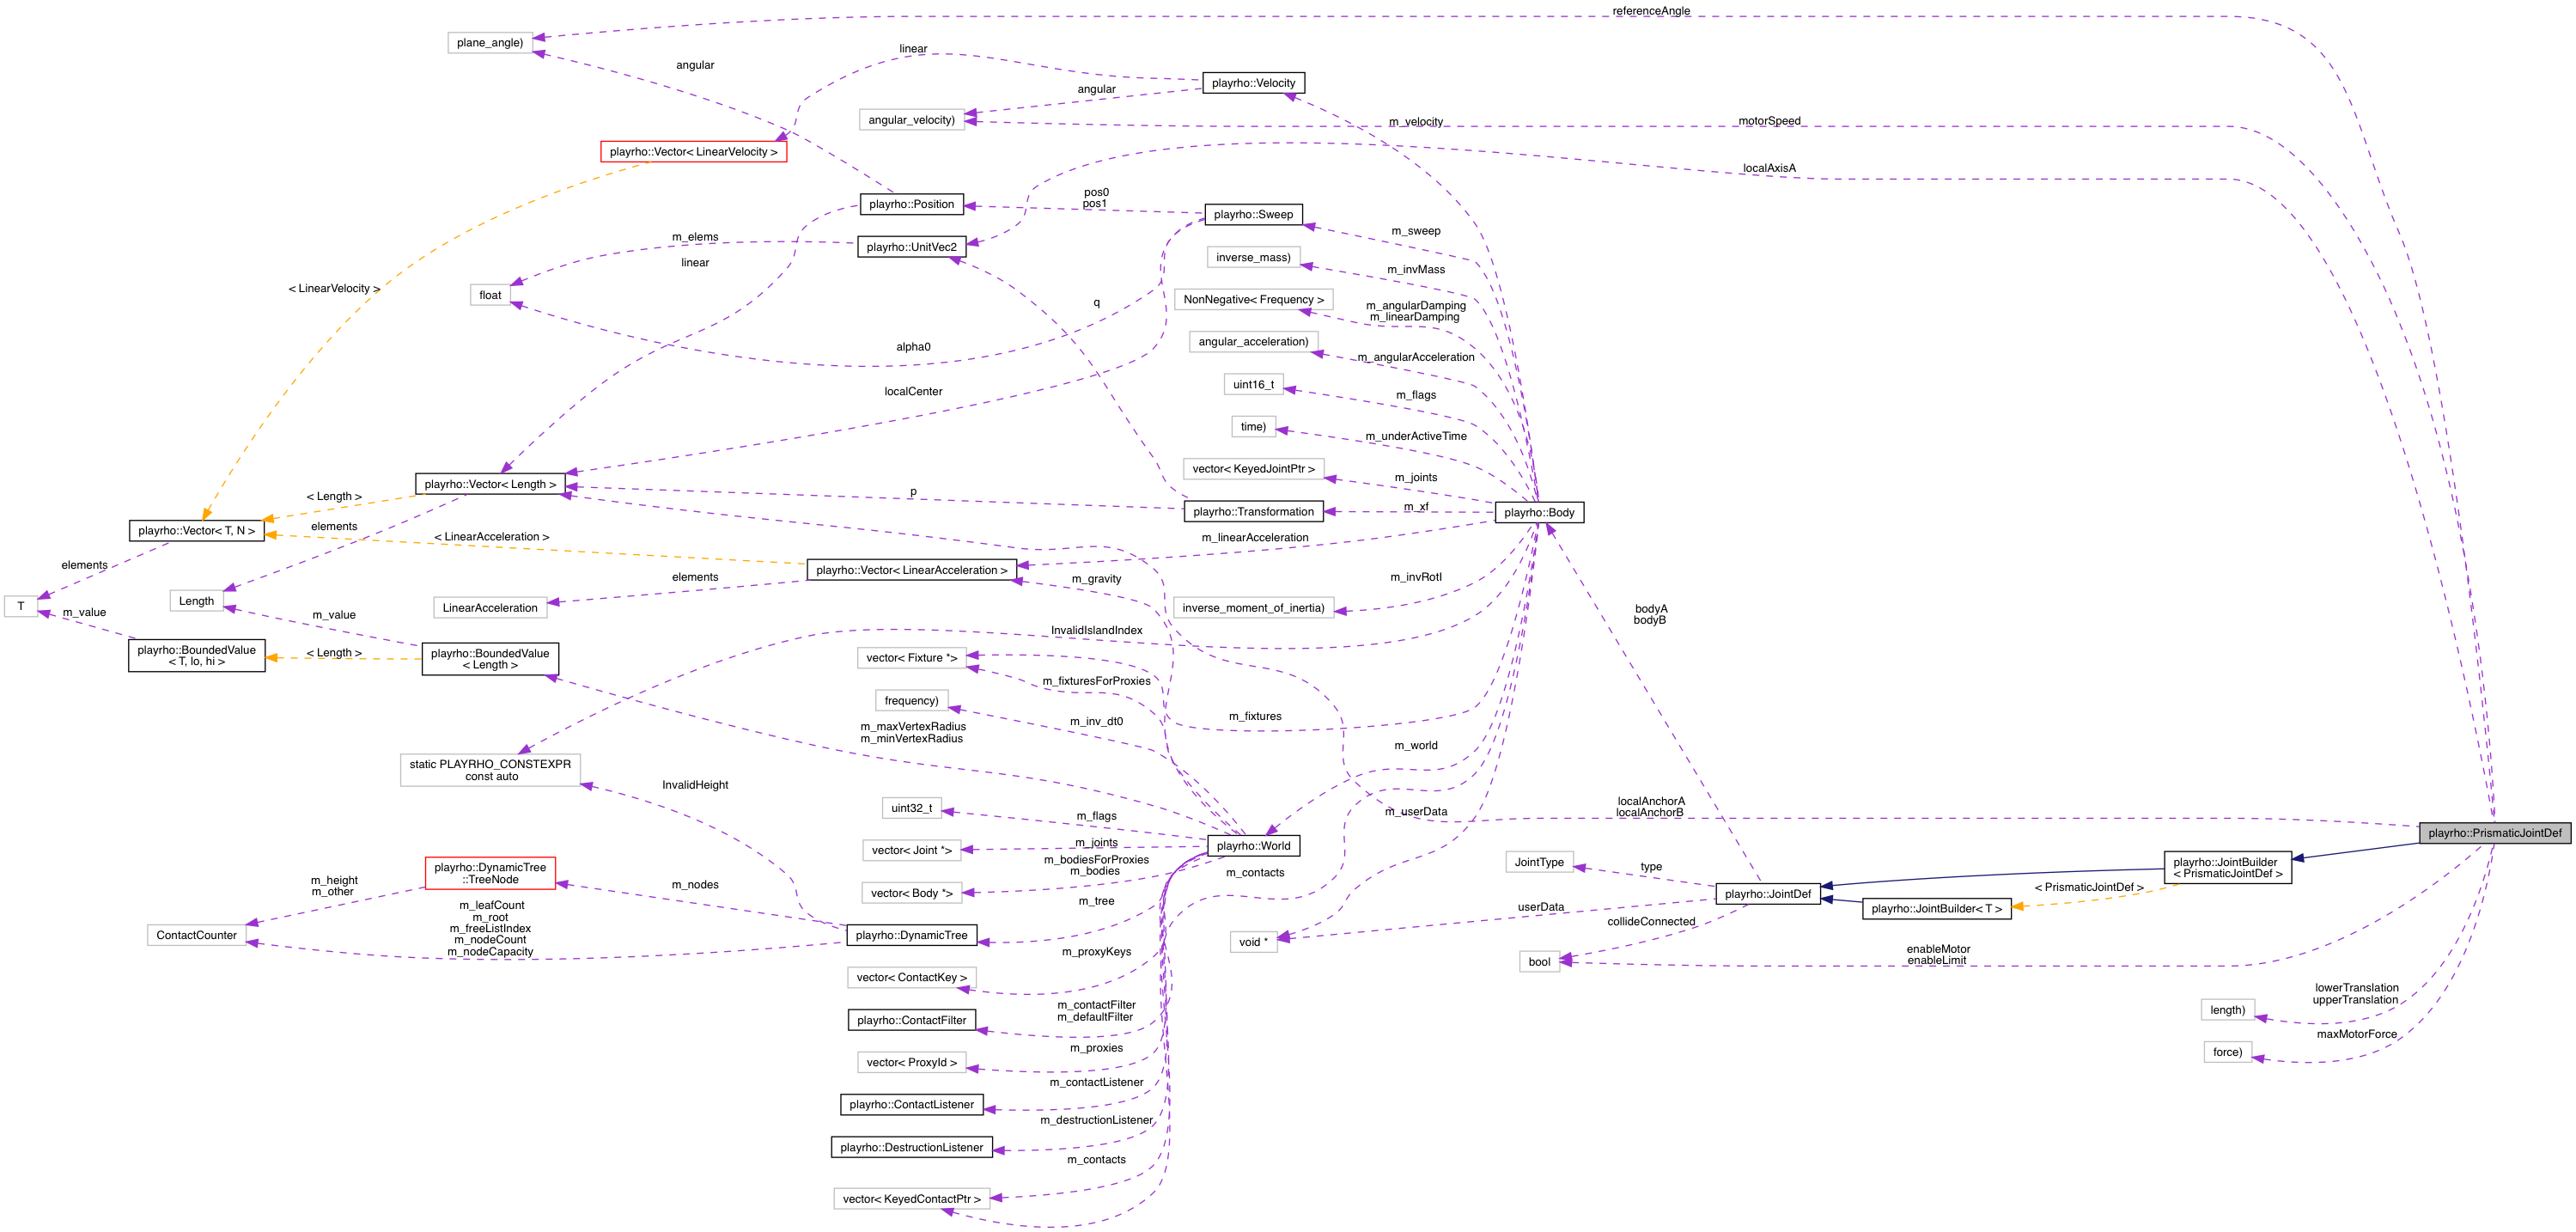 referenceAngle
plane_angle)
linear
angular
playrho::Velocity
angular
angular_velocity)
m_velocity
motorSpeed
playrho::Vector< LinearVelocity >
localAxisA
pos0
pos1
playrho::Position
playrho::Sweep
m_sweep
m_elems
playrho::UnitVec2
linear
inverse_mass)
m_invMass
< LinearVelocity >
float
q
NonNegative< Frequency >
m_angularDamping
m_linearDamping
alpha0
angular_acceleration)
m_angularAcceleration
localCenter
uint16_t
m_flags
time)
m_underActiveTime
playrho::Vector< Length >
vector< KeyedJointPtr >
m_joints
< Length >
p
playrho::Transformation
m_xf
playrho::Body
playrho::Vector< T, N >
elements
< LinearAcceleration >
m_linearAcceleration
elements
playrho::Vector< LinearAcceleration >
elements
m_gravity
m_invRotI
T
Length
LinearAcceleration
inverse_moment_of_inertia)
bodyA
bodyB
m_value
m_value
InvalidIslandIndex
playrho::BoundedValue
< T, lo, hi >
< Length >
playrho::BoundedValue
< Length >
vector< Fixture *>
m_fixturesForProxies
frequency)
m_inv_dt0
m_fixtures
m_maxVertexRadius
m_minVertexRadius
m_world
static PLAYRHO_CONSTEXPR
const auto
InvalidHeight
uint32_t
m_flags
m_userData
localAnchorA
localAnchorB
playrho::PrismaticJointDef
vector< Joint *>
m_joints
playrho::World
m_bodiesForProxies
m_bodies
m_contacts
JointType
type
playrho::JointBuilder
< PrismaticJointDef >
playrho::DynamicTree
::TreeNode
m_height
m_other
m_nodes
vector< Body *>
m_tree
playrho::JointDef
< PrismaticJointDef >
playrho::JointBuilder< T >
userData
collideConnected
m_leafCount
m_root
m_freeListIndex
m_nodeCount
m_nodeCapacity
ContactCounter
playrho::DynamicTree
void *
m_proxyKeys
bool
enableMotor
enableLimit
vector< ContactKey >
lowerTranslation
upperTranslation
m_contactFilter
m_defaultFilter
playrho::ContactFilter
length)
maxMotorForce
m_proxies
force)
vector< ProxyId >
m_contactListener
playrho::ContactListener
m_destructionListener
playrho::DestructionListener
m_contacts
vector< KeyedContactPtr >